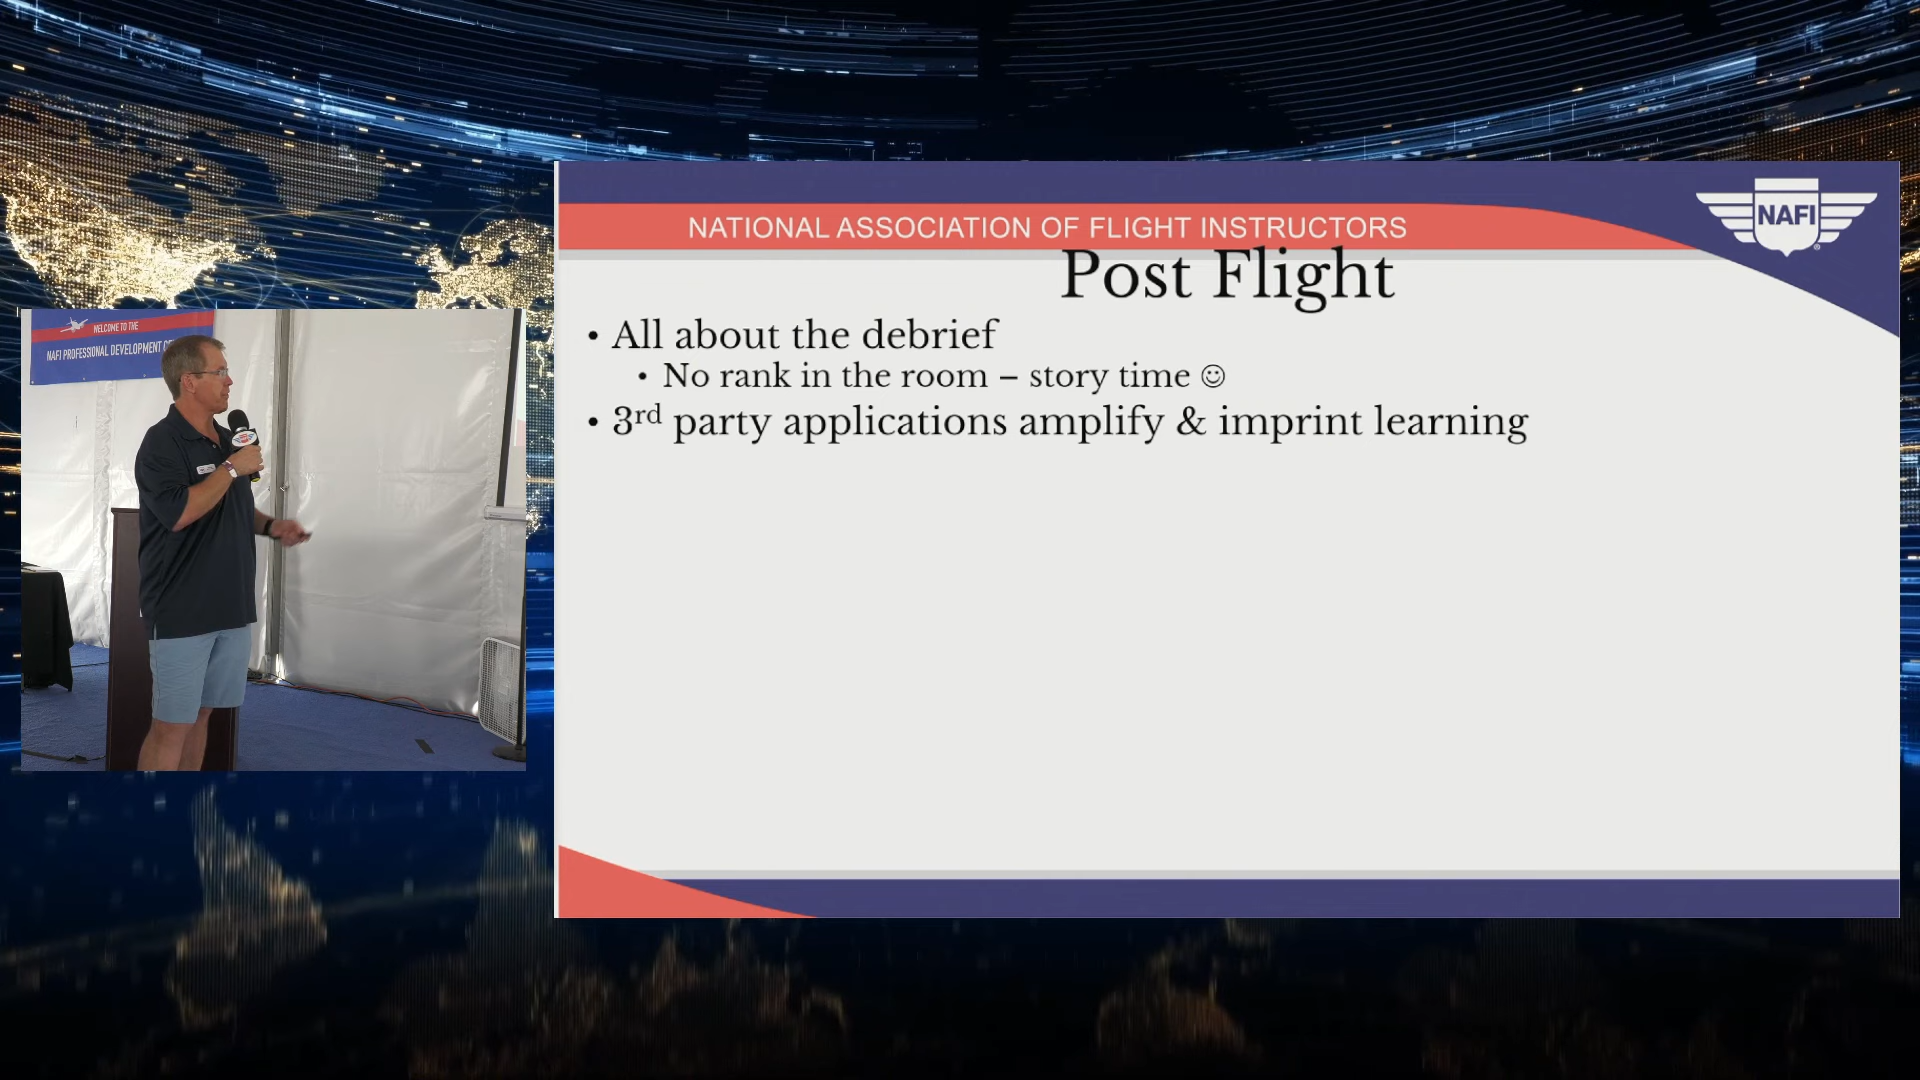 NATIONAL ASSOCIATION OF FLIGHT INSTRUCTORS
NAFI
Post Flight
• All about the debrief
• No rank in the room – story time ☺
• 3rd party applications amplify & imprint learning
WELCOME TO THE
NAFI PROFESSIONAL DEVELOPMENT